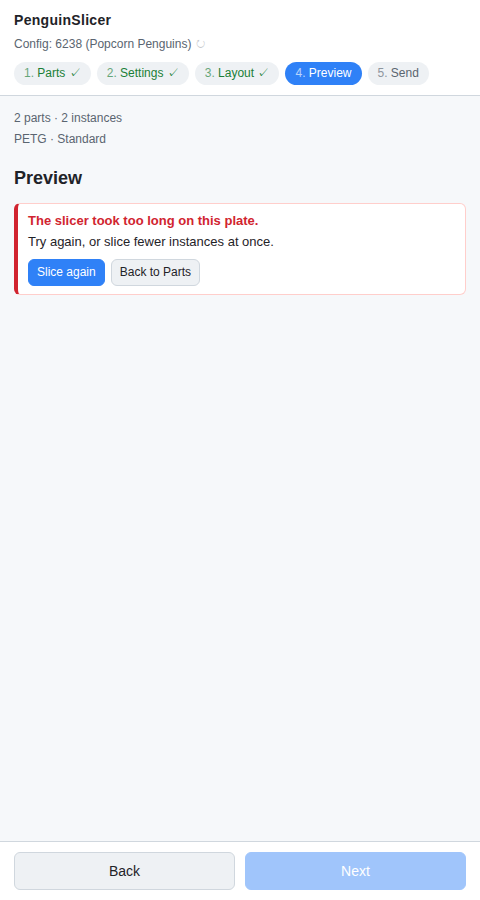 PenguinSlicer
Config: 6238 (Popcorn Penguins) ↻
1. Parts ✓ 2. Settings ✓ 3. Layout ✓ 4. Preview 5. Send
2 parts · 2 instances
PETG · Standard
Preview
The slicer took too long on this plate.
Try again, or slice fewer instances at once.
Slice again Back to Parts
Back Next